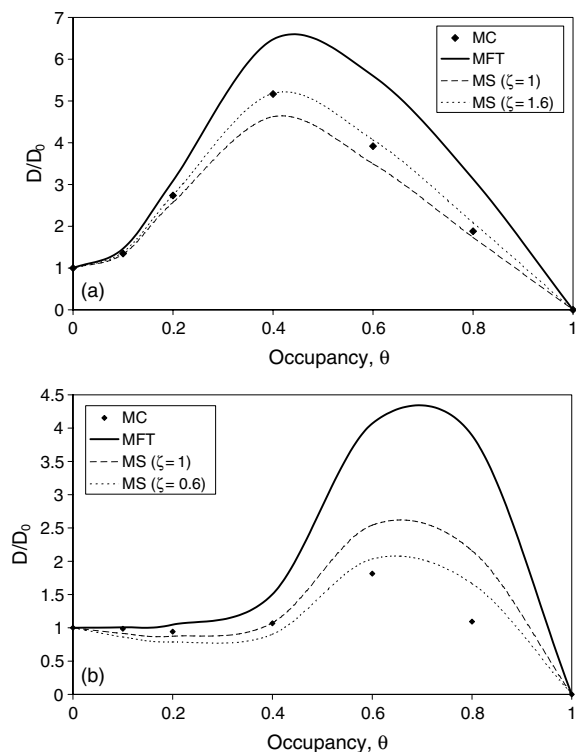 7
6
5
4
3
2
1
0
D/D₀
MC
MFT
MS (ζ = 1)
MS (ζ = 1.6)
(a)
0 0.2 0.4 0.6 0.8 1
Occupancy, θ
4.5
4
3.5
3
2.5
2
1.5
1
0.5
0
D/D₀
MC
MFT
MS (ζ = 1)
MS (ζ = 0.6)
(b)
0 0.2 0.4 0.6 0.8 1
Occupancy, θ